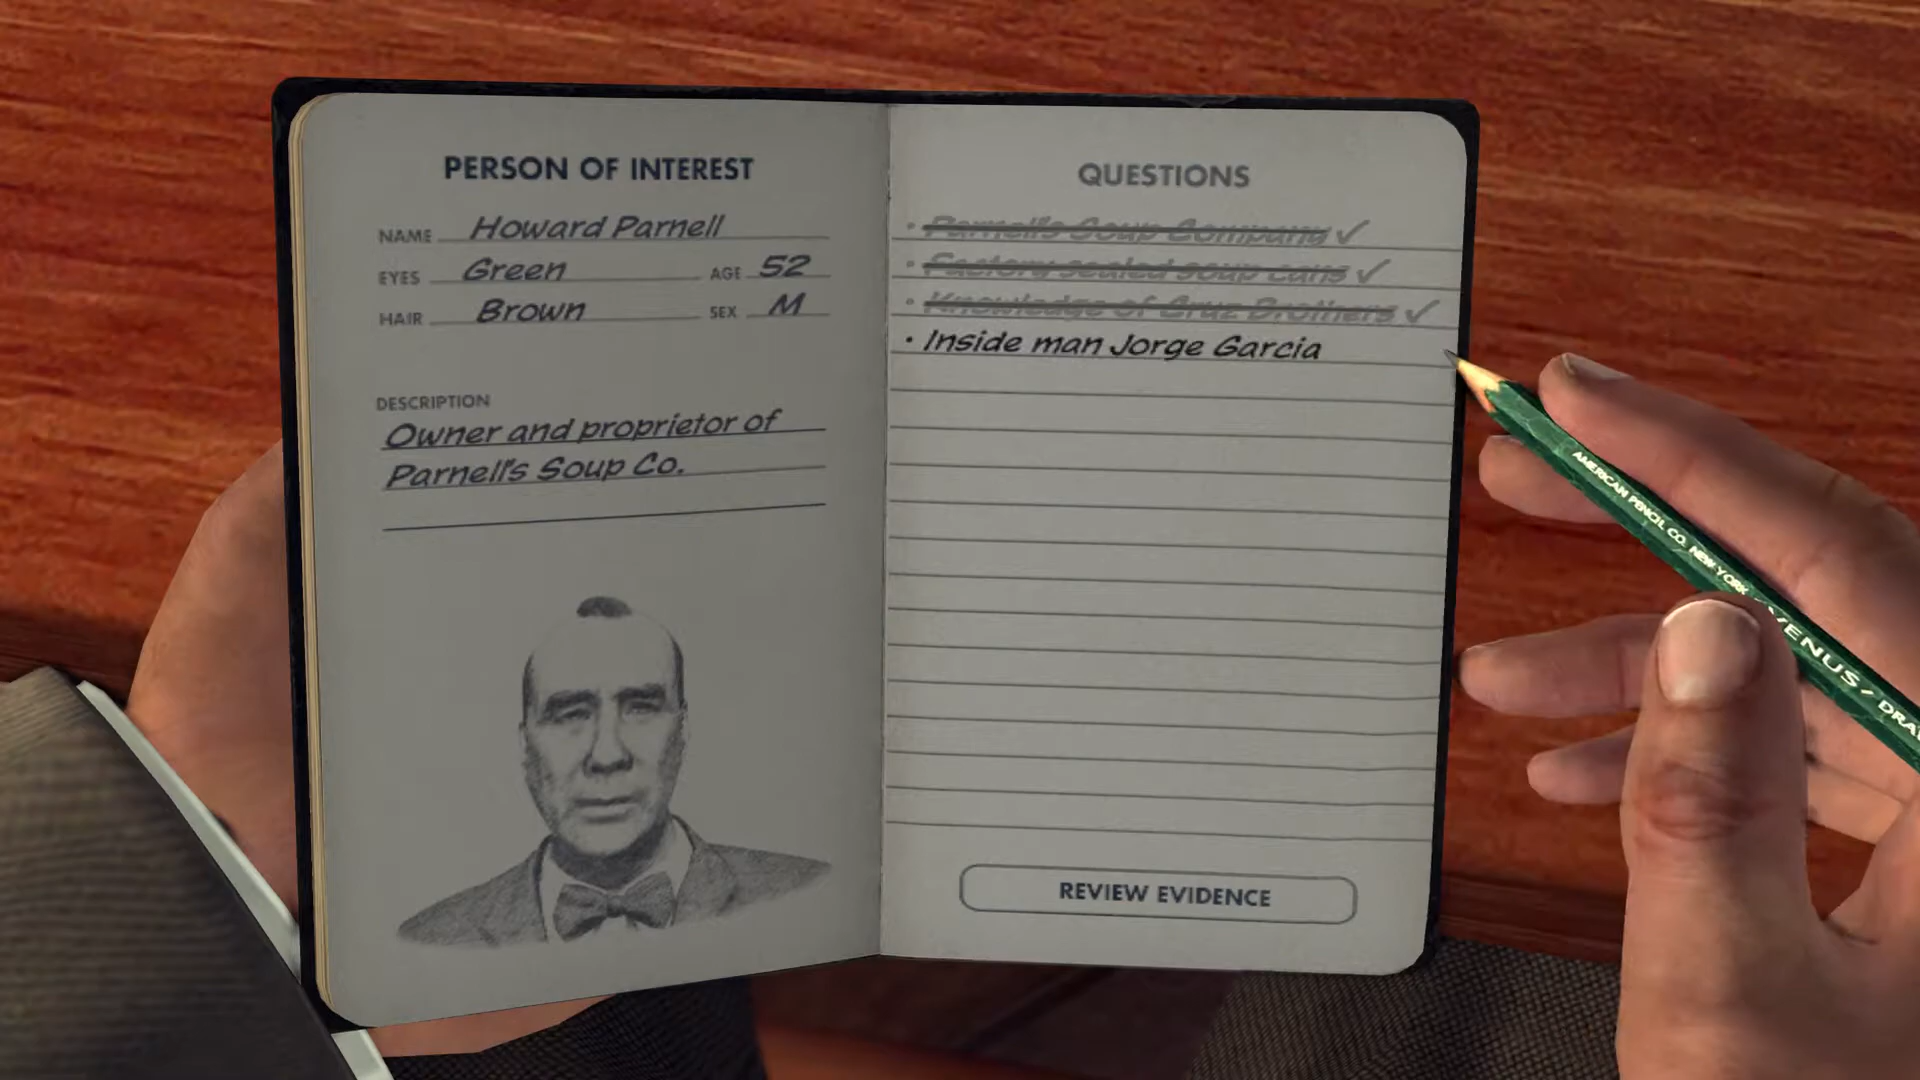 PERSON OF INTEREST
NAME Howard Parnell
EYES Green AGE 52
HAIR Brown SEX M
DESCRIPTION
Owner and proprietor of
Parnell's Soup Co.
QUESTIONS
• Parnell's Soup Company ✓
• Factory sealed soup cans ✓
• Knowledge of Cruz Brothers ✓
• Inside man Jorge Garcia
REVIEW EVIDENCE
AMERICAN PENCIL CO. NEW YORK VENUS